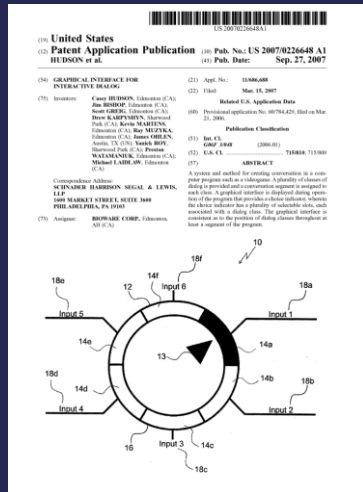 US 20070226648A1
(19) United States
(12) Patent Application Publication
HUDSON et al.
(10) Pub. No.: US 2007/0226648 A1
(43) Pub. Date: Sep. 27, 2007
(54) GRAPHICAL INTERFACE FOR
INTERACTIVE DIALOG
(75) Inventors: Casey HUDSON, Edmonton (CA);
Jim BISHOP, Edmonton (CA);
Scott GREIG, Edmonton (CA);
Drew KARPYSHYN, Sherwood
Park (CA); Kevin MARTENS,
Edmonton (CA); Ray MUZYKA,
Edmonton (CA); James OHLEN,
Austin, TX (US); Yanick ROY,
Sherwood Park (CA); Preston
WATAMANIUK, Edmonton (CA);
Michael LAIDLAW, Edmonton
(CA)
Correspondence Address:
SCHNADER HARRISON SEGAL & LEWIS,
LLP
1600 MARKET STREET, SUITE 3600
PHILADELPHIA, PA 19103
(73) Assignee: BIOWARE CORP., Edmonton,
AB (CA)
(21) Appl. No.: 11/686,688
(22) Filed: Mar. 15, 2007
Related U.S. Application Data
(60) Provisional application No. 60/784,429, filed on Mar.
21, 2006.
Publication Classification
(51) Int. Cl.
G06F 3/048 (2006.01)
(52) U.S. Cl. 715/810; 715/809
(57) ABSTRACT
A system and method for creating conversation in a com-
puter program such as a videogame. A plurality of classes of
dialog is provided and a conversation segment is assigned to
each class. A graphical interface is displayed during opera-
tion of the program that provides a choice indicator, wherein
the choice indicator has a plurality of selectable slots, each
associated with a dialog class. The graphical interface is
consistent as to the position of dialog classes throughout at
least a segment of the program.
10
18f
18e
14f
Input 6
18a
12
Input 5
Input 1
13
14e
14a
18d
14d
14b
18b
Input 4
Input 2
16
Input 3
14c
18c